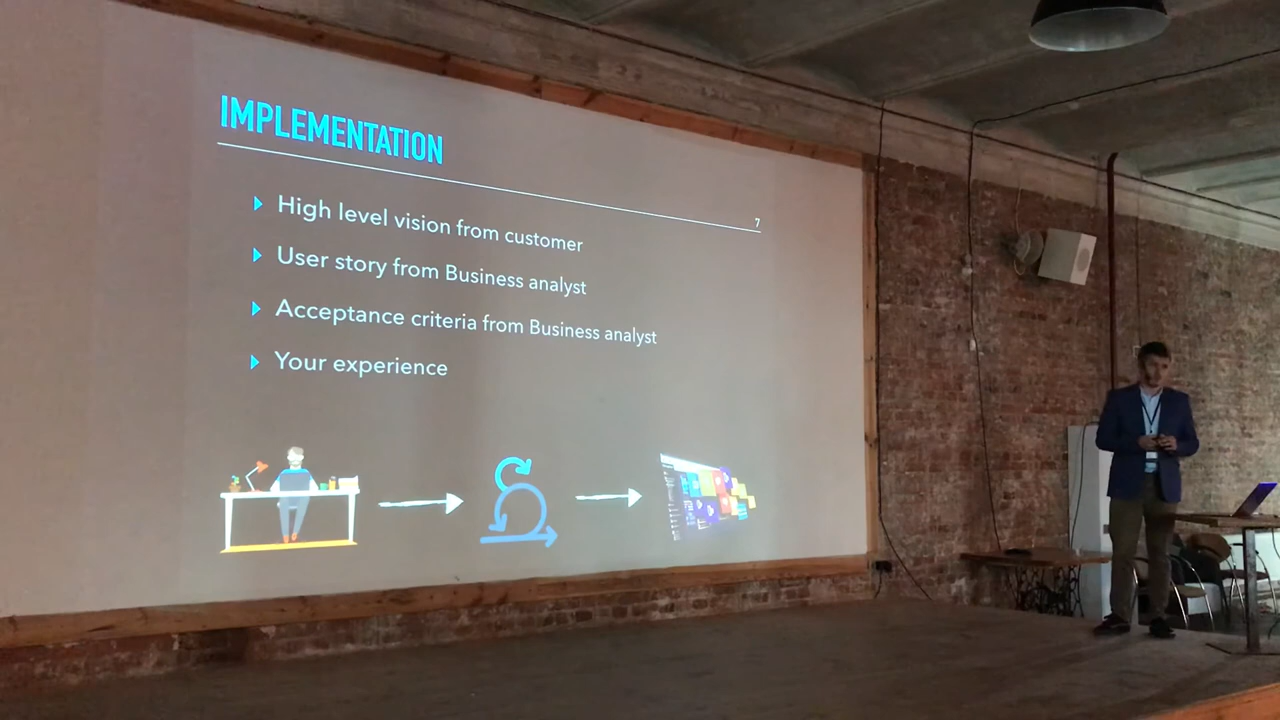 IMPLEMENTATION
7
High level vision from customer
User story from Business analyst
Acceptance criteria from Business analyst
Your experience